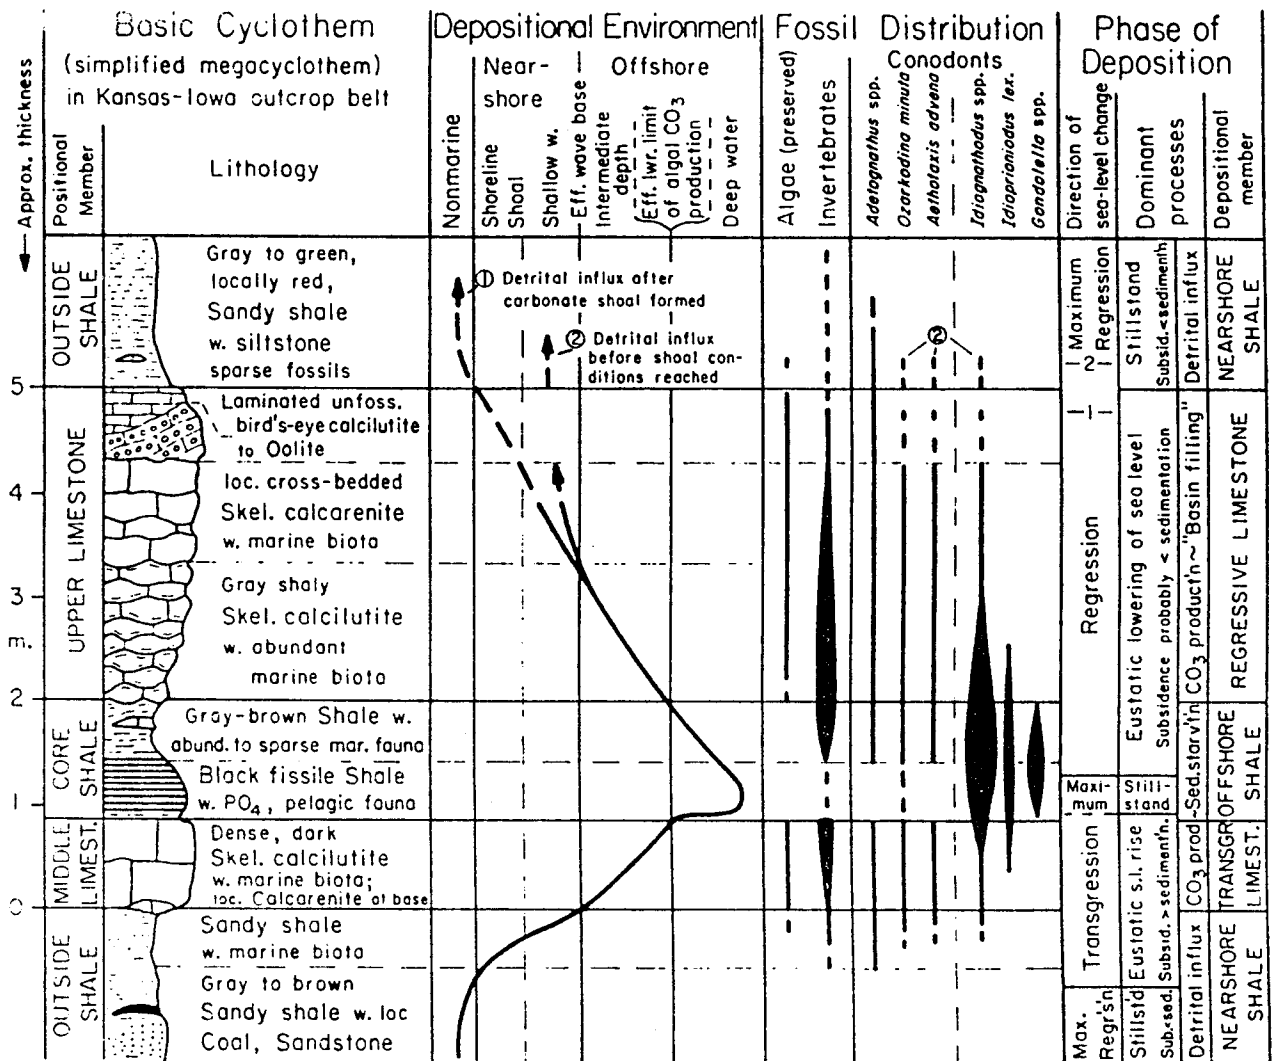 Basic Cyclothem
(simplified megacyclothem)
in Kansas-Iowa outcrop belt
Approx. thickness
Positional
Member
Lithology
Depositional Environment
Near-
shore
Offshore
Nonmarine
Shoreline
Shoal
Shallow w.
Eff. wave base
Intermediate
depth
Eff. lwr. limit
of algal CO3
production
Deep water
Fossil Distribution
Conodonts
Algae (preserved)
Invertebrates
Adetognathus spp.
Ozarkodina minuta
Aethotaxis advena
Idiognathodus spp.
Idioprioniodus lex.
Gondolella spp.
Phase of
Deposition
Direction of
sea-level change
Dominant
processes
Depositional
member
OUTSIDE
SHALE
Gray to green,
locally red,
Sandy shale
w. siltstone
sparse fossils
① Detrital influx after
carbonate shoal formed
② Detrital influx
before shoal con-
ditions reached
②
Maximum
Regression
2
Stillstand
Subsid.<sedimentn
Detrital influx
NEARSHORE
SHALE
5
UPPER LIMESTONE
Laminated unfoss.
bird's-eye calcilutite
to Oolite
loc. cross-bedded
Skel. calcarenite
w. marine biota
Gray shaly
Skel. calcilutite
w. abundant
marine biota
4
3
m.
1
Regression
Eustatic lowering of sea level
Subsidence probably < sedimentation
CO3 product'n~"Basin filling"
REGRESSIVE LIMESTONE
2
CORE
SHALE
Gray-brown Shale w.
abund. to sparse mar. fauna
Black fissile Shale
w. PO4, pelagic fauna
1
Maxi-
mum
Still-
stand
~Sed.starv'tn
OFFSHORE
SHALE
MIDDLE
LIMEST.
Dense, dark
Skel. calcilutite
w. marine biota;
loc. Calcarenite at base
0
Transgression
Eustatic s.l. rise
Subsid. > sedimentn.
CO3 prod.
TRANSGR.
LIMEST.
OUTSIDE
SHALE
Sandy shale
w. marine biota
Gray to brown
Sandy shale w. loc
Coal, Sandstone
Max.
Regr'sn
Stillst'd
Sub.<sed.
Detrital influx
NEARSHORE
SHALE